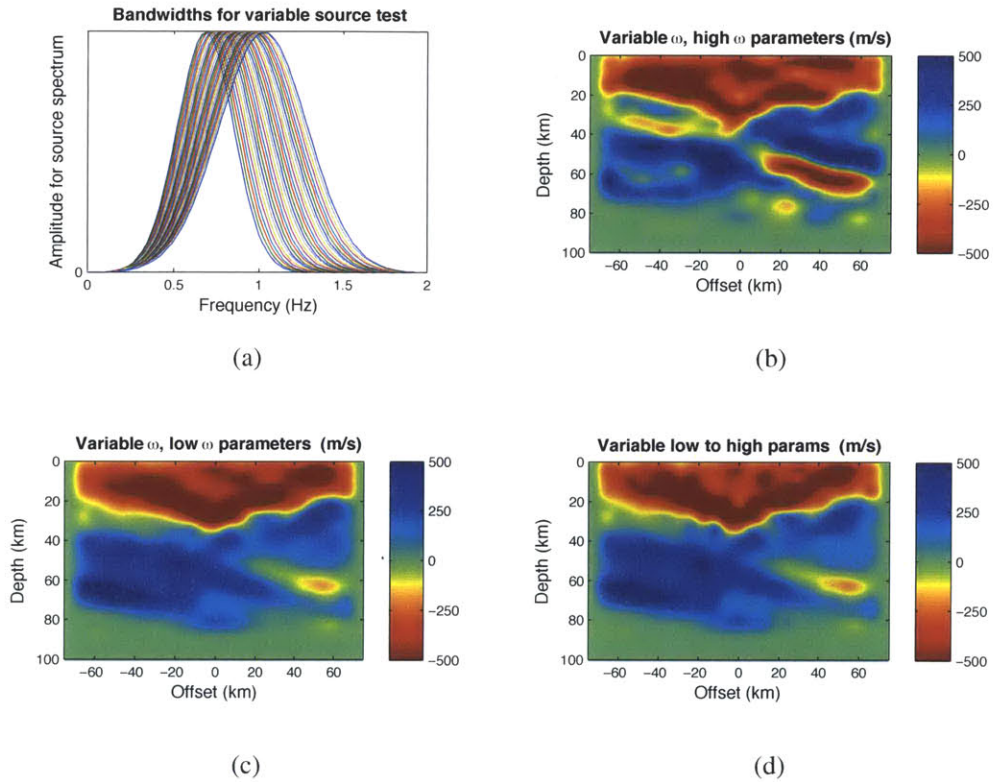 Bandwidths for variable source test
Amplitude for source spectrum
0
0 0.5 1 1.5 2
Frequency (Hz)
(a)
Variable ω, high ω parameters (m/s)
Depth (km)
0
20
40
60
80
100
−60 −40 −20 0 20 40 60
Offset (km)
500
250
0
−250
−500
(b)
Variable ω, low ω parameters (m/s)
Depth (km)
0
20
40
60
80
100
−60 −40 −20 0 20 40 60
Offset (km)
500
250
0
−250
−500
(c)
Variable low to high params (m/s)
Depth (km)
0
20
40
60
80
100
−60 −40 −20 0 20 40 60
Offset (km)
500
250
0
−250
−500
(d)